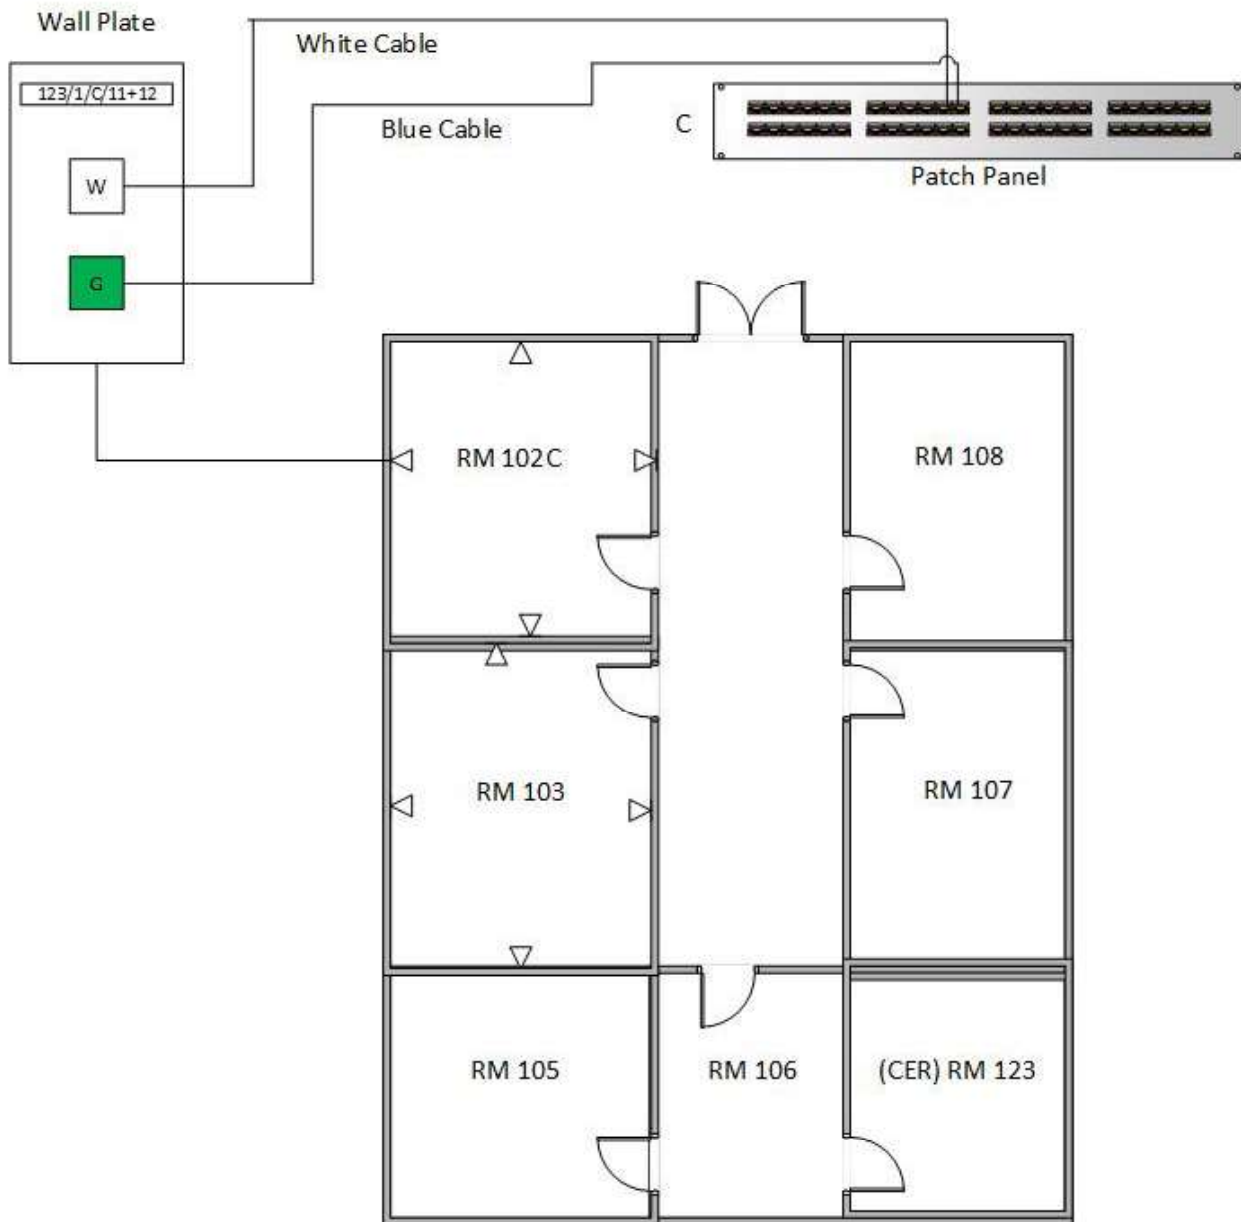 Wall Plate
White Cable
123/1/C/11+12
Blue Cable
C
Patch Panel
W
G
RM 102C
RM 108
RM 103
RM 107
RM 105
RM 106
(CER) RM 123